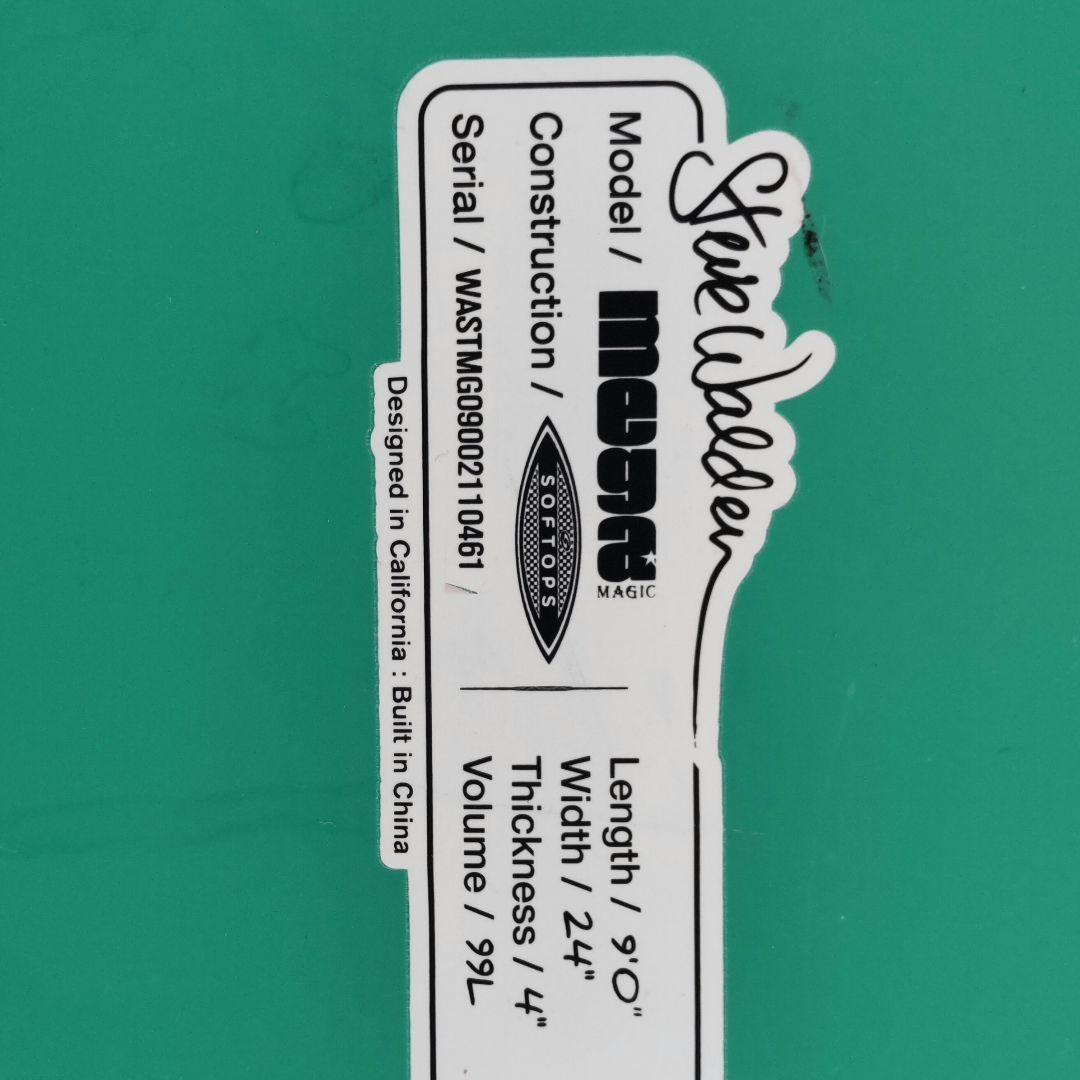 Steve Walden
Model / mega MAGIC
Construction / SOFTOPS
Serial / WASTMG09002110461
Length / 9'0"
Width / 24"
Thickness / 4"
Volume / 99L
Designed in California : Built in China